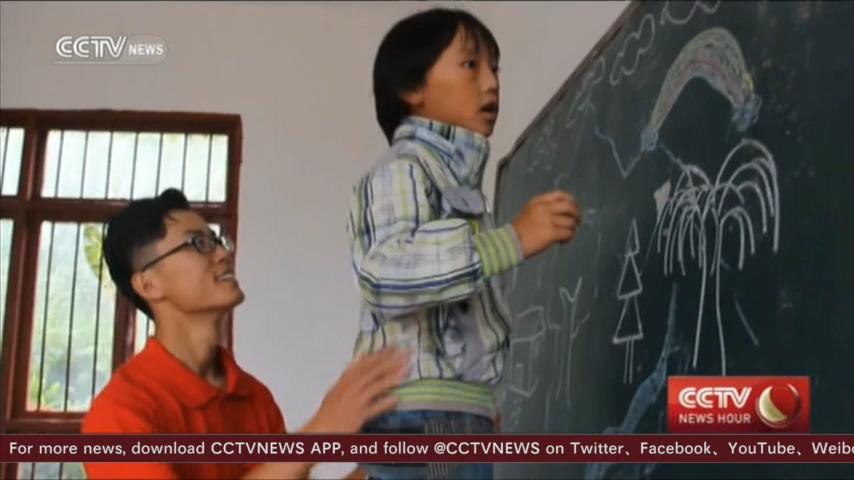 CCTV NEWS
CCTV
NEWS HOUR
For more news, download CCTVNEWS APP, and follow @CCTVNEWS on Twitter、Facebook、YouTube、Weibo